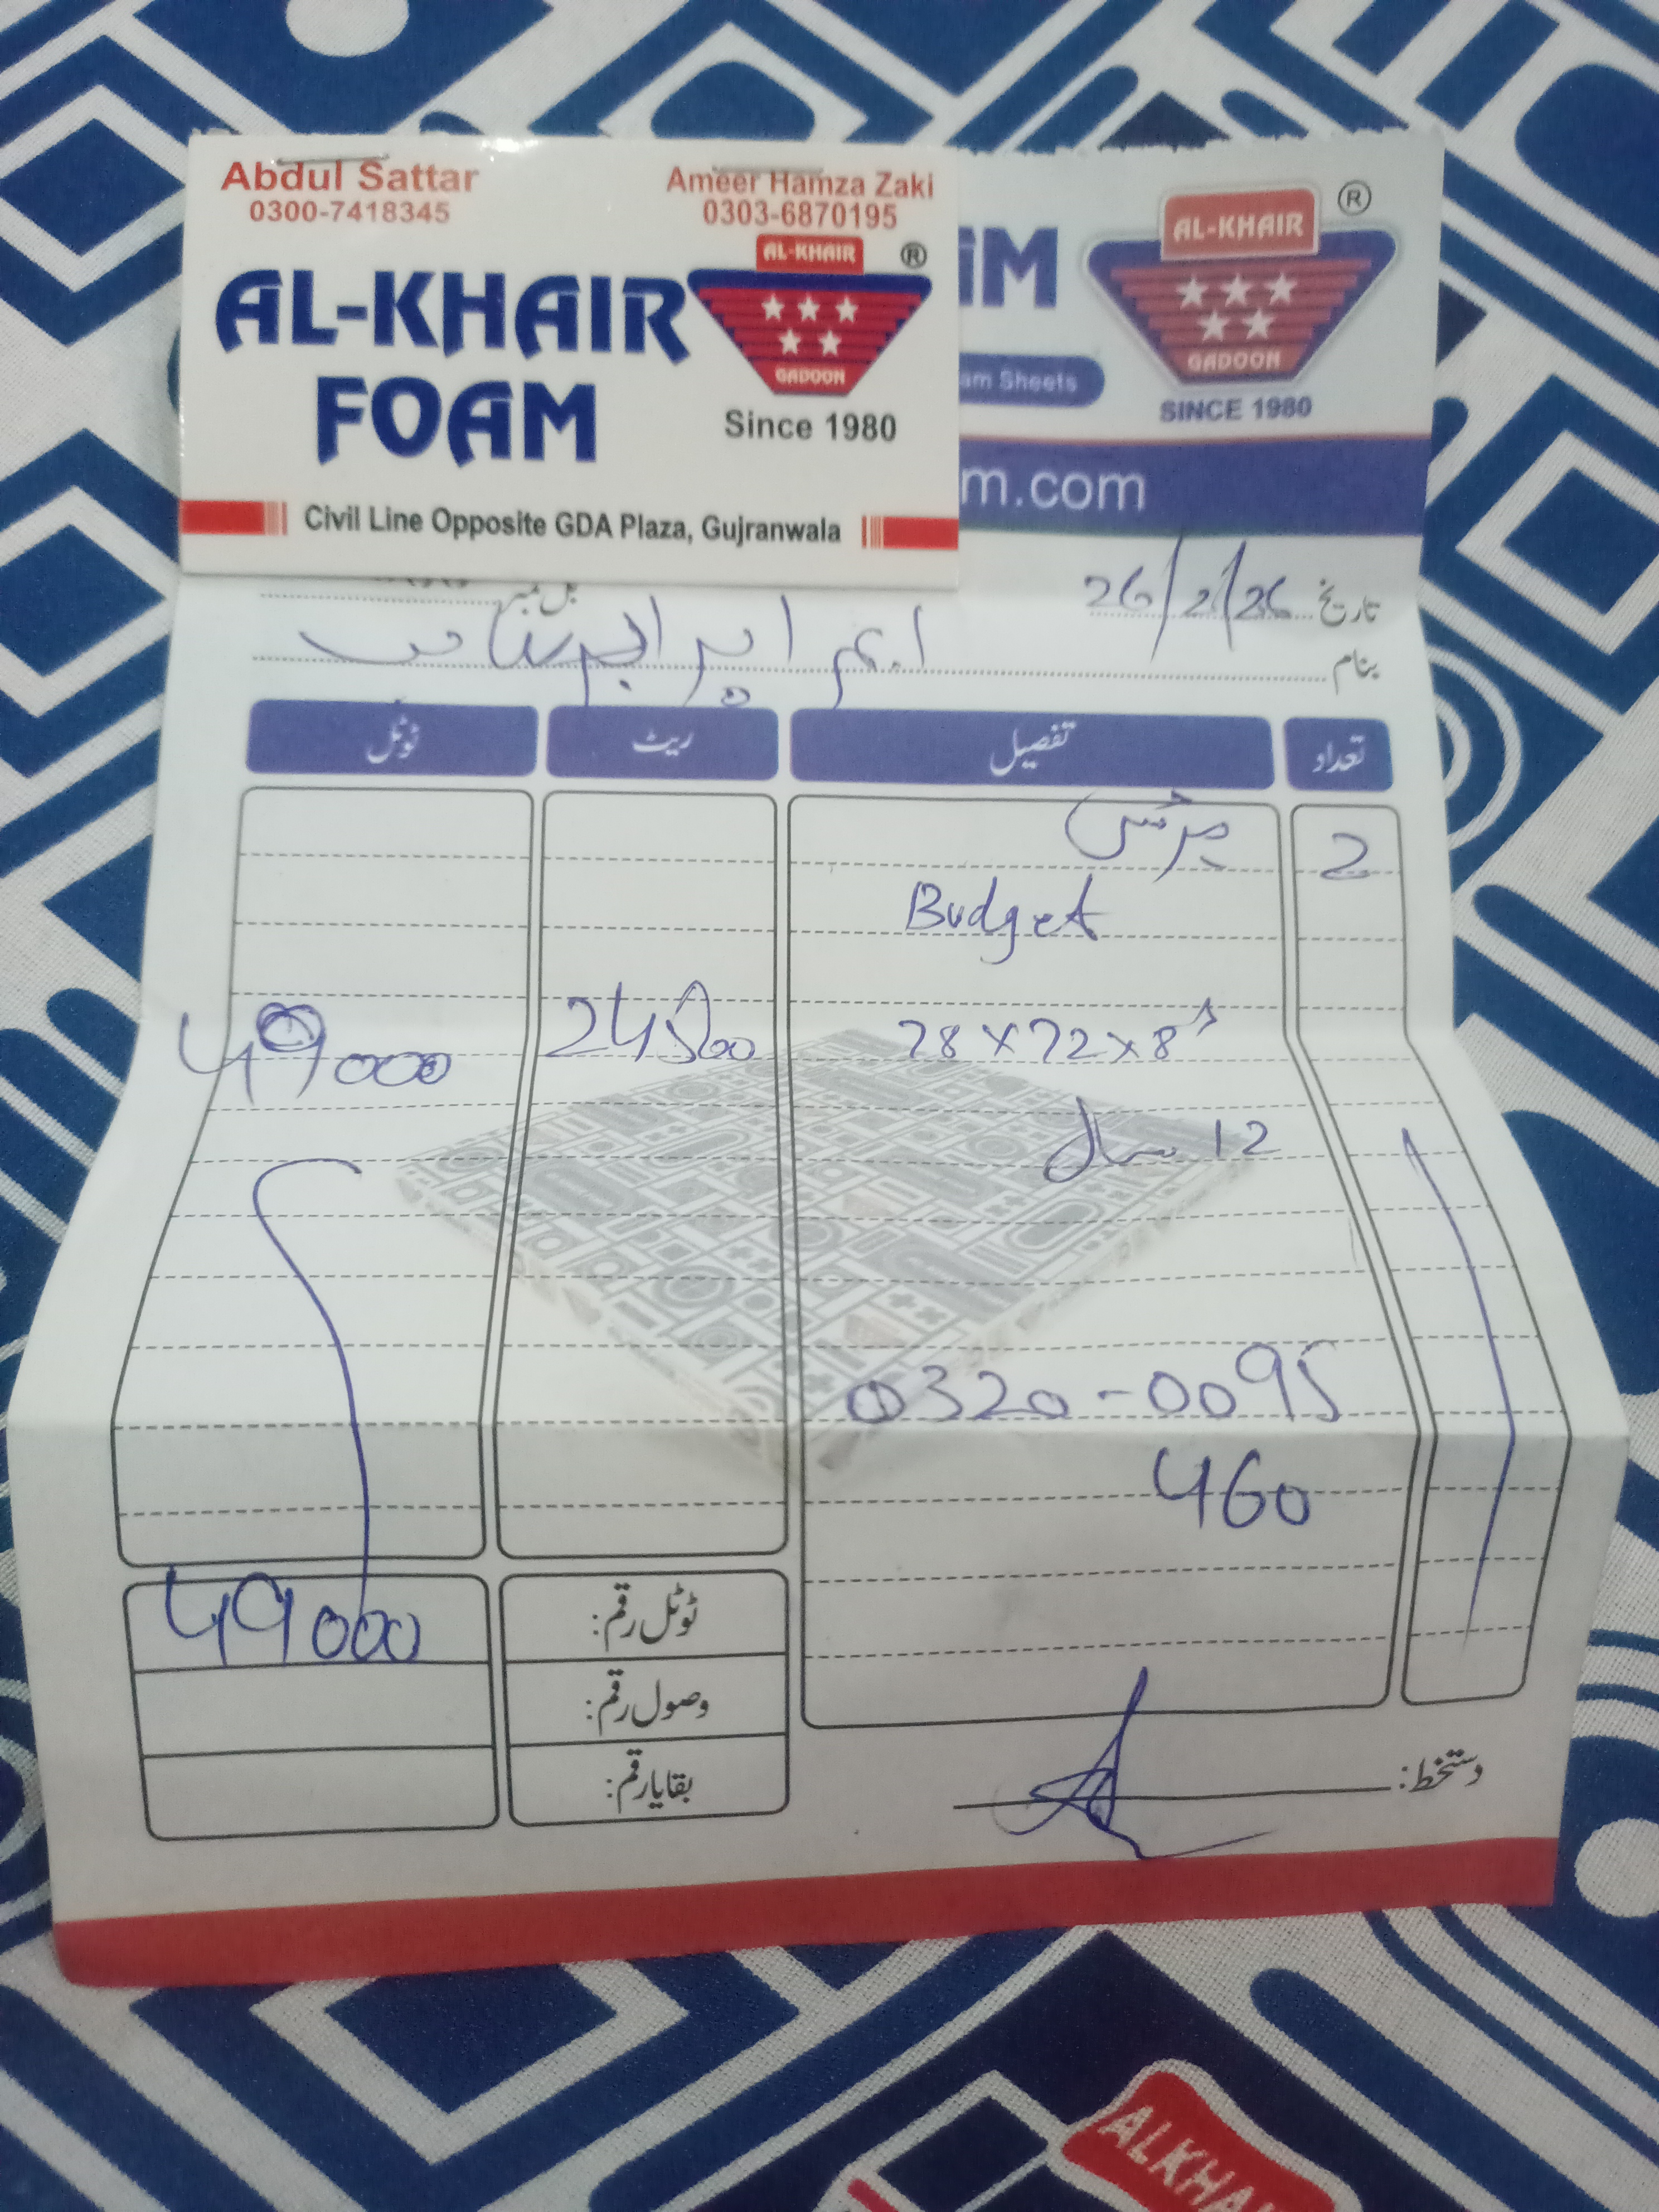 Abdul Sattar
0300-7418345
Ameer Hamza Zaki
0303-6870195
AL-KHAIR
FOAM
AL-KHAIR ®
GADOON
Since 1980
Civil Line Opposite GDA Plaza, Gujranwala
AL-KHAIR ®
GADOON
SINCE 1980
am Sheets
m.com
تاریخ 26/2/26 بل نمبر
بنام
تعداد تفصیل ریٹ ٹوٹل
2
Budget
78×72×8 24500 49000
12 سال
0320-0095
460
ٹوٹل رقم: 49000
وصول رقم:
بقایا رقم:
دستخط:
ALKHA